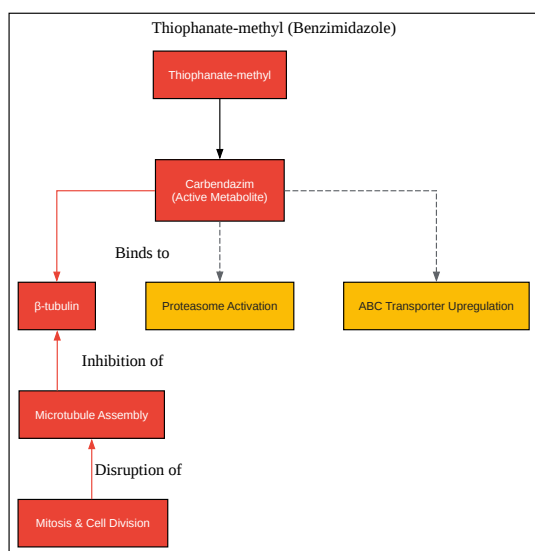 Thiophanate-methyl (Benzimidazole)
Thiophanate-methyl
Carbendazim
(Active Metabolite)
Binds to
β-tubulin
Proteasome Activation
ABC Transporter Upregulation
Inhibition of
Microtubule Assembly
Disruption of
Mitosis & Cell Division